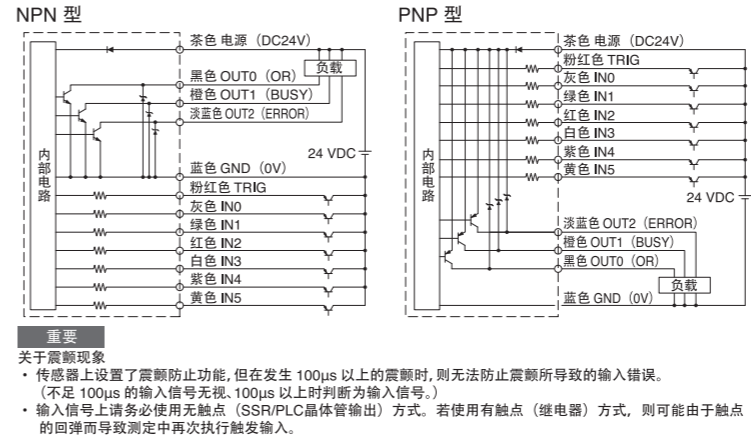 NPN 型
茶色 电源（DC24V）
负载
黑色 OUT0（OR）
橙色 OUT1（BUSY）
淡蓝色 OUT2（ERROR）
内部电路
24 VDC
蓝色 GND（0V）
粉红色 TRIG
灰色 IN0
绿色 IN1
红色 IN2
白色 IN3
紫色 IN4
黄色 IN5
PNP 型
茶色 电源（DC24V）
粉红色 TRIG
灰色 IN0
绿色 IN1
红色 IN2
白色 IN3
紫色 IN4
黄色 IN5
内部电路
24 VDC
淡蓝色 OUT2（ERROR）
橙色 OUT1（BUSY）
黑色 OUT0（OR）
负载
蓝色 GND（0V）
重要
关于震颤现象
・传感器上设置了震颤防止功能, 但在发生 100μs 以上的震颤时, 则无法防止震颤所导致的输入错误。
（不足 100μs 的输入信号无视、100μs 以上时判断为输入信号。）
・输入信号上请务必使用无触点（SSR/PLC晶体管输出）方式。若使用有触点（继电器）方式，则可能由于触点
的回弹而导致测定中再次执行触发输入。